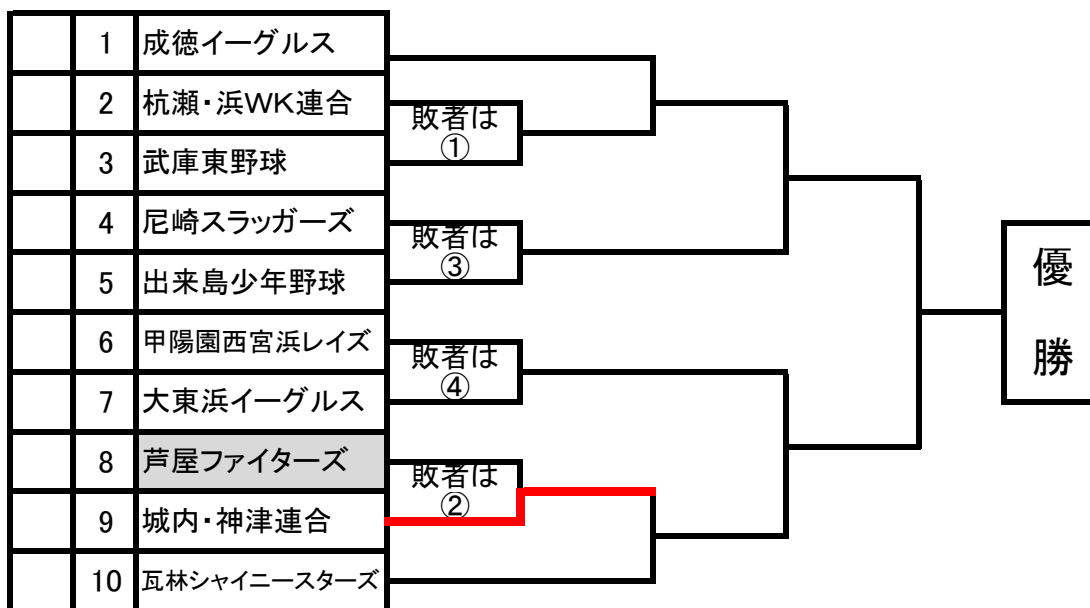 1 成徳イーグルス
2 杭瀬・浜WK連合
敗者は
①
3 武庫東野球
4 尼崎スラッガーズ
敗者は
③
5 出来島少年野球
6 甲陽園西宮浜レイズ
敗者は
④
7 大東浜イーグルス
8 芦屋ファイターズ
敗者は
②
9 城内・神津連合
10 瓦林シャイニースターズ
優
勝